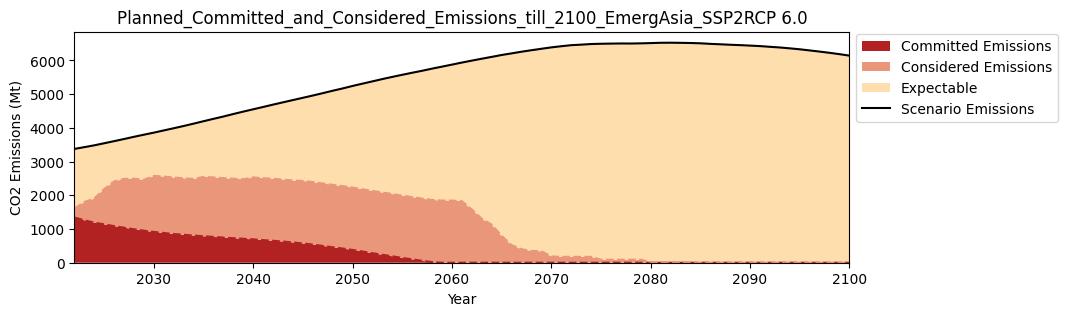 Planned_Committed_and_Considered_Emissions_till_2100_EmergAsia_SSP2RCP 6.0
Committed Emissions
Considered Emissions
Expectable
Scenario Emissions
CO2 Emissions (Mt)
6000
5000
4000
3000
2000
1000
0
2030 2040 2050 2060 2070 2080 2090 2100
Year